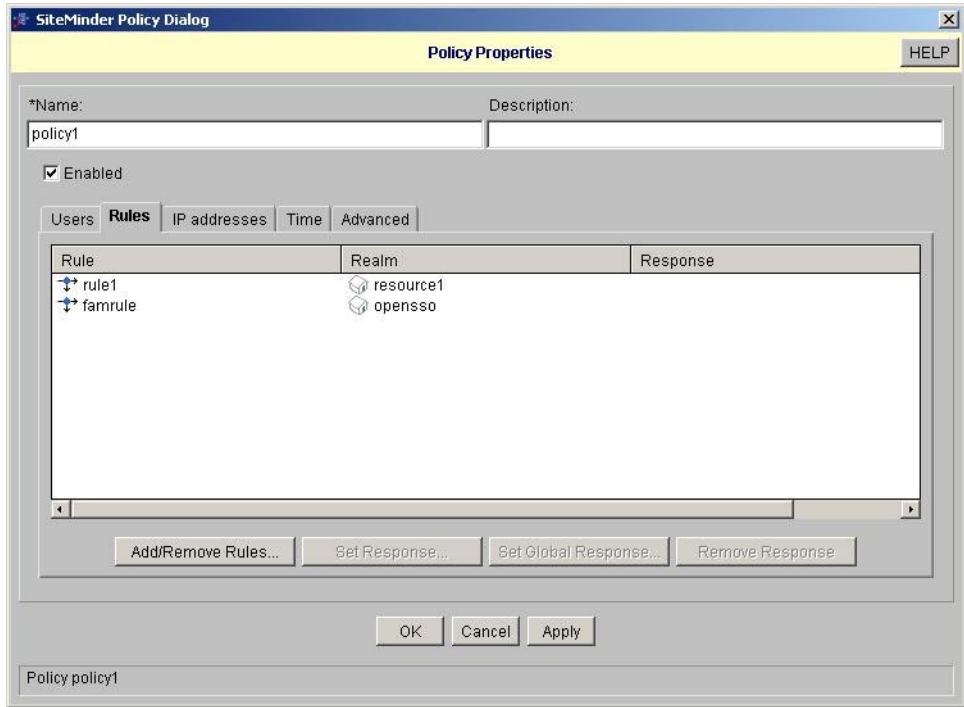 SiteMinder Policy Dialog
Policy Properties
HELP
*Name:
Description:
policy1
Enabled
Users Rules IP addresses Time Advanced
Rule Realm Response
rule1 resource1
famrule opensso
Add/Remove Rules... Set Response... Set Global Response... Remove Response
OK Cancel Apply
Policy policy1